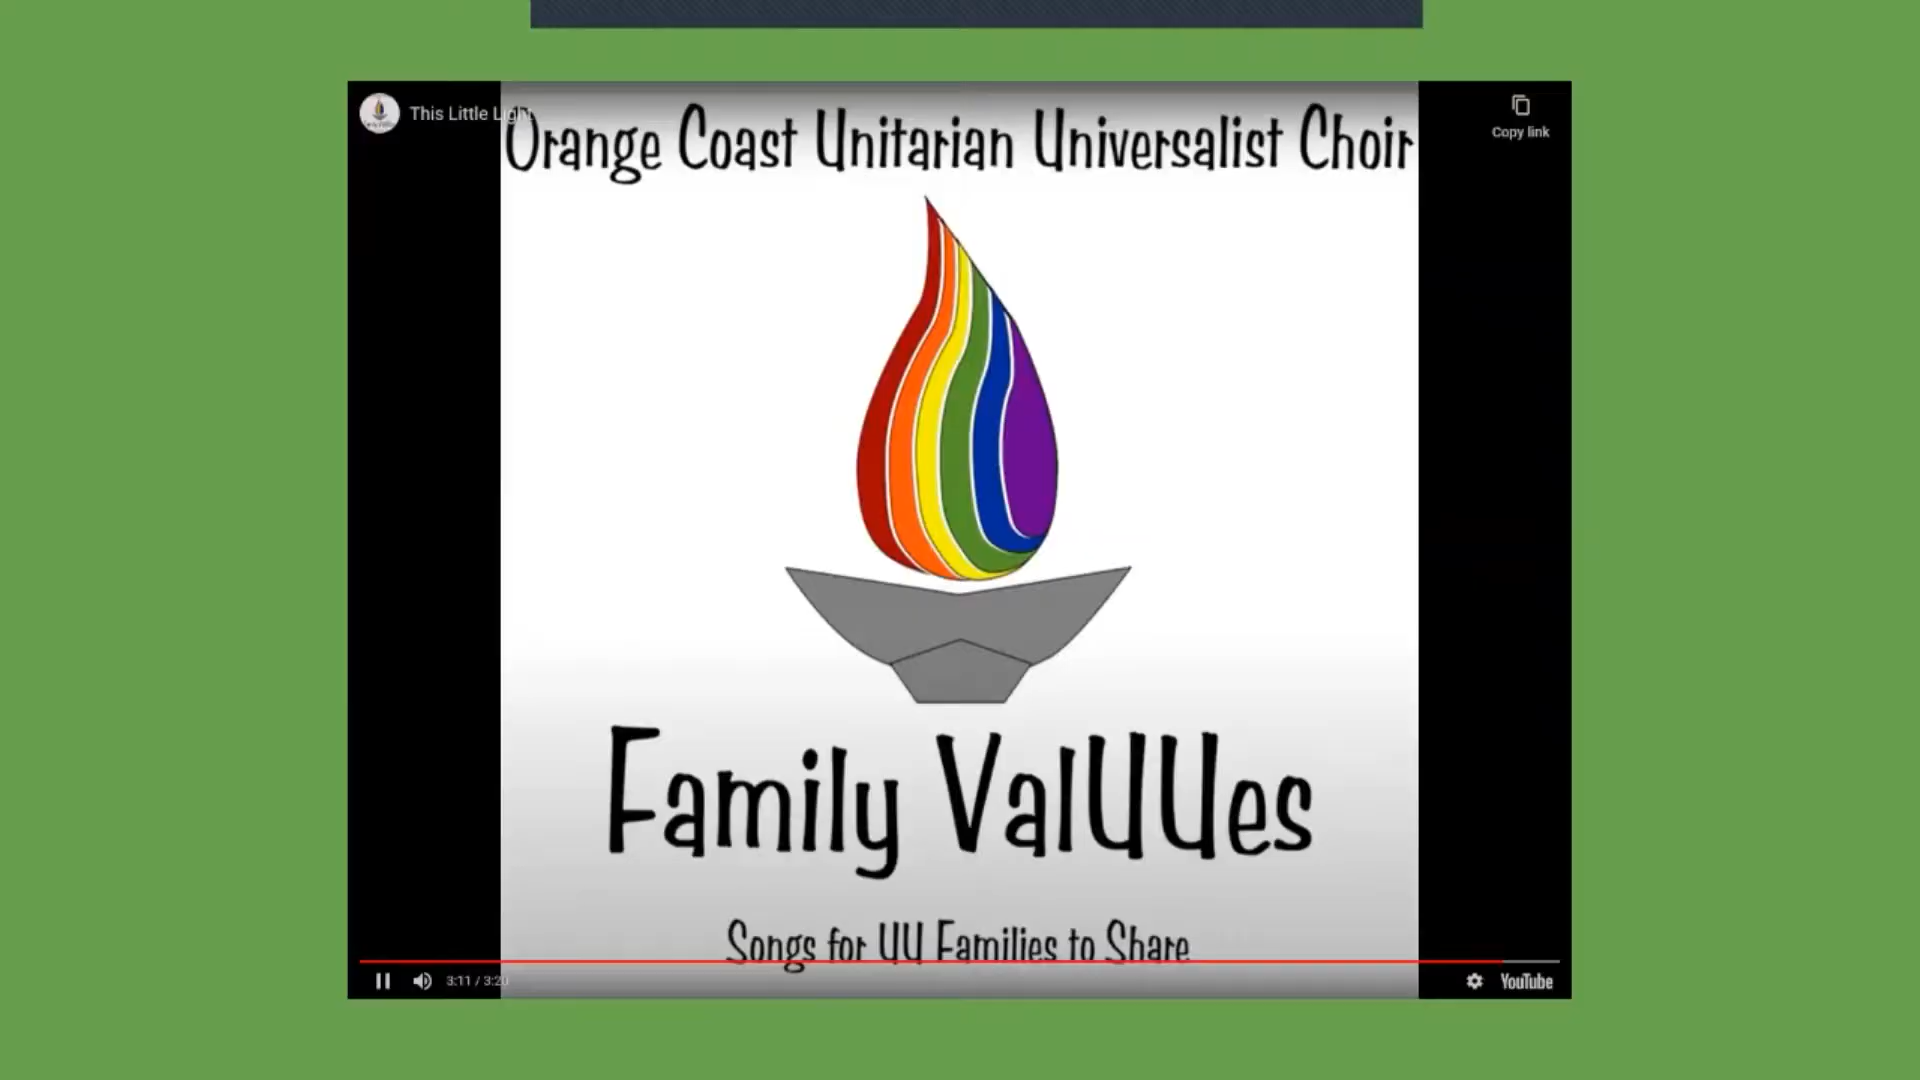 This Little Light
Copy link
Orange Coast Unitarian Universalist Choir
Family ValUUes
Songs for UU Families to Share
3:11 / 3:20
YouTube